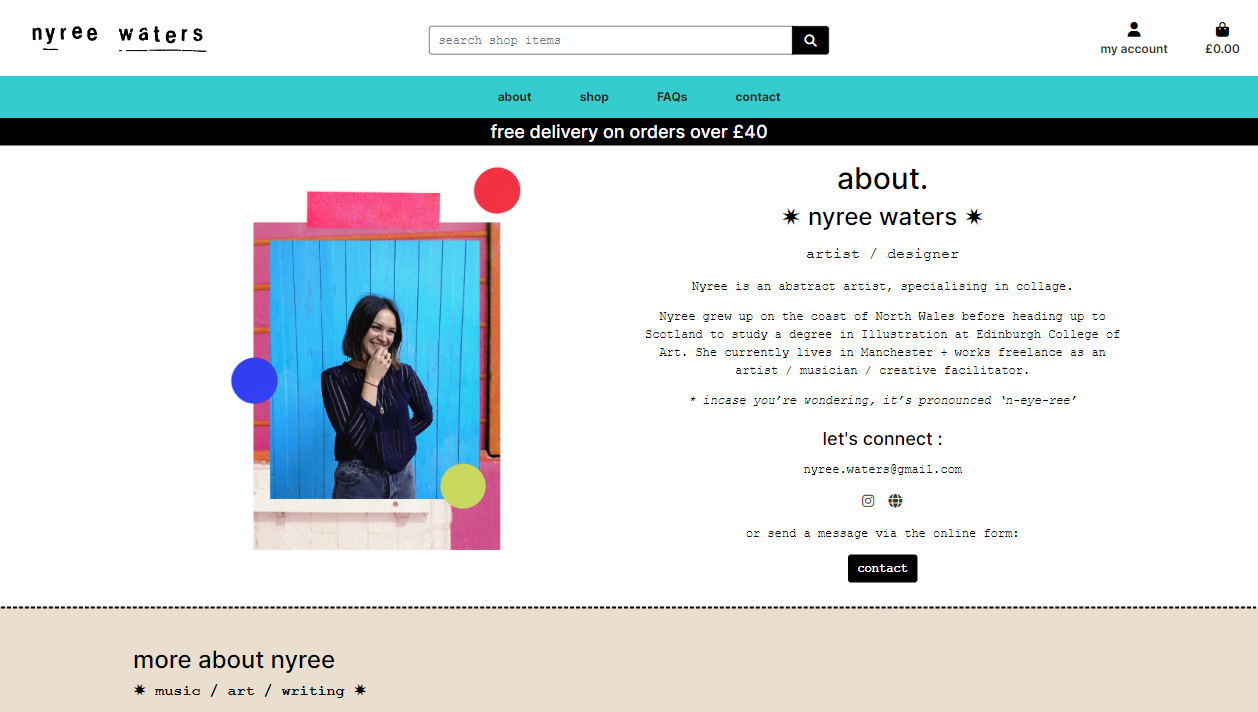 nyree waters
search shop items
my account
£0.00
about
shop
FAQs
contact
free delivery on orders over £40
about.
✷ nyree waters ✷
artist / designer
Nyree is an abstract artist, specialising in collage.
Nyree grew up on the coast of North Wales before heading up to
Scotland to study a degree in Illustration at Edinburgh College of
Art. She currently lives in Manchester + works freelance as an
artist / musician / creative facilitator.
* incase you’re wondering, it’s pronounced ‘n-eye-ree’
let's connect :
nyree.waters@gmail.com
or send a message via the online form:
contact
more about nyree
✷ music / art / writing ✷